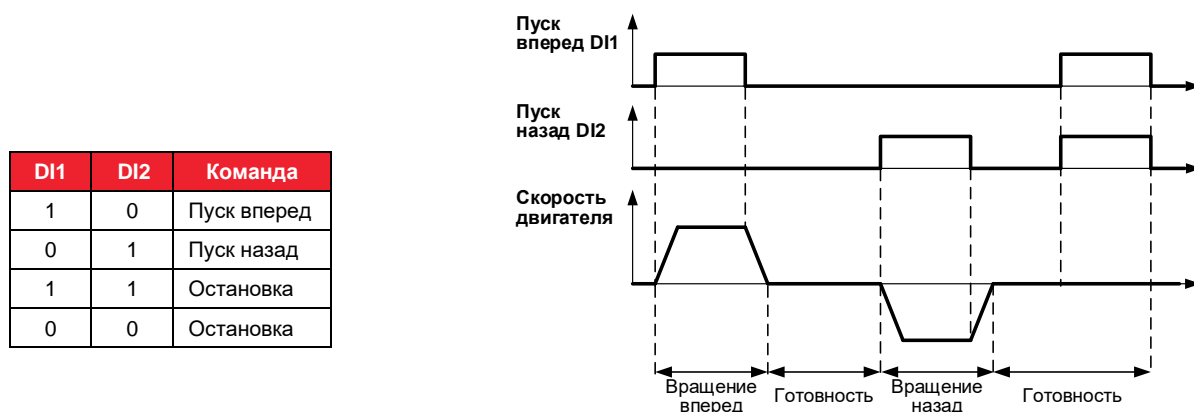 Пуск
вперед DI1
Пуск
назад DI2
Скорость
двигателя
DI1 DI2 Команда
1 0 Пуск вперед
0 1 Пуск назад
1 1 Остановка
0 0 Остановка
Вращение
вперед
Готовность
Вращение
назад
Готовность